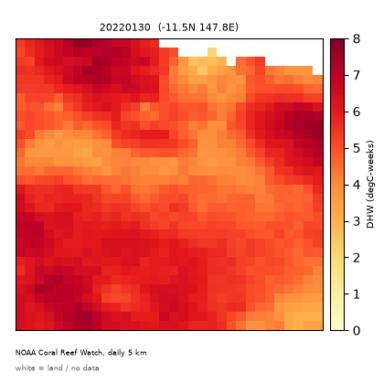 20220130  (-11.5N 147.8E)
8
7
6
5
4
3
2
1
0
DHW (degC-weeks)
NOAA Coral Reef Watch, daily 5 km
white = land / no data